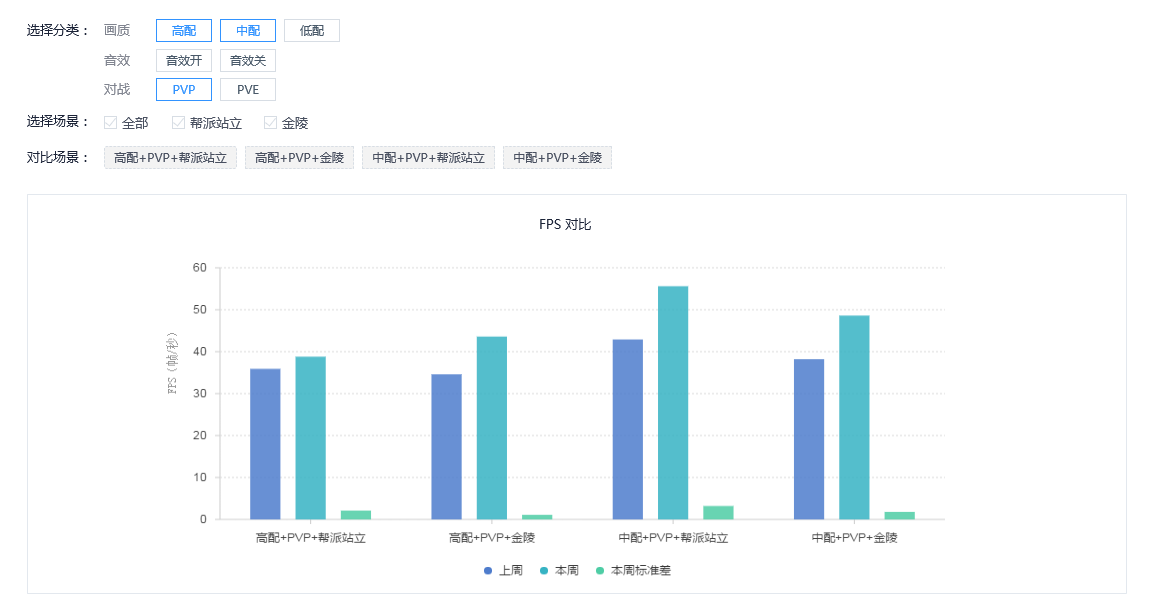 选择分类： 画质 高配 中配 低配
音效 音效开 音效关
对战 PVP PVE
选择场景： 全部 帮派站立 金陵
对比场景： 高配+PVP+帮派站立 高配+PVP+金陵 中配+PVP+帮派站立 中配+PVP+金陵
FPS 对比
FPS（帧/秒）
60
50
40
30
20
10
0
高配+PVP+帮派站立 高配+PVP+金陵 中配+PVP+帮派站立 中配+PVP+金陵
上周 本周 本周标准差